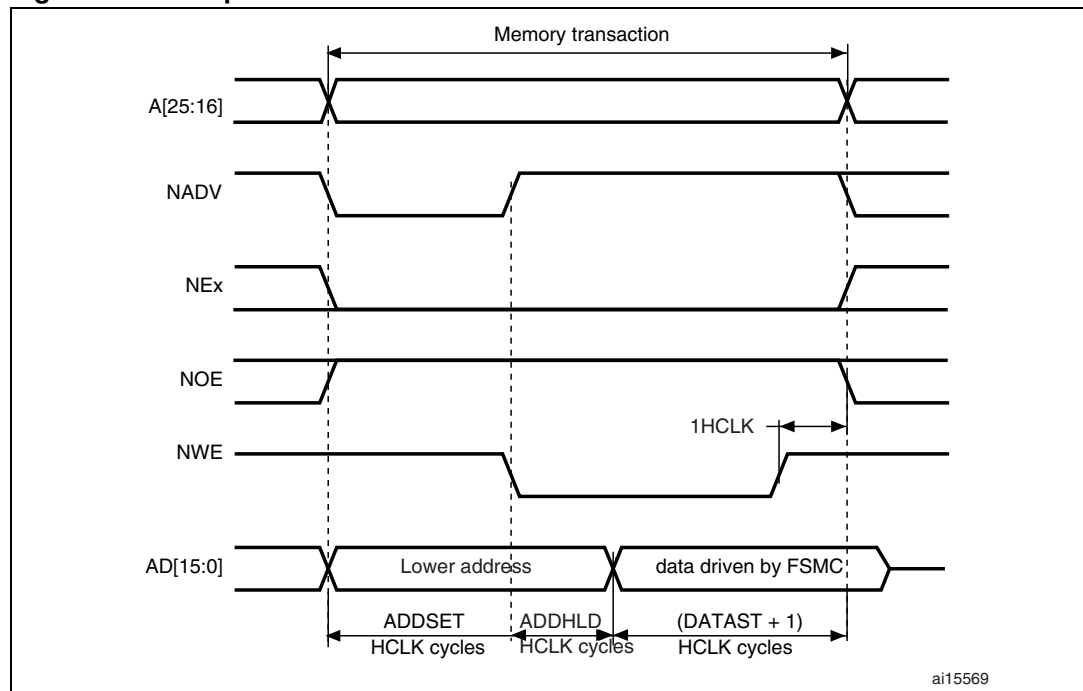 Memory transaction
A[25:16]
NADV
NEx
NOE
1HCLK
NWE
AD[15:0]
Lower address
data driven by FSMC
ADDSET
HCLK cycles
ADDHLD
HCLK cycles
(DATAST + 1)
HCLK cycles
ai15569